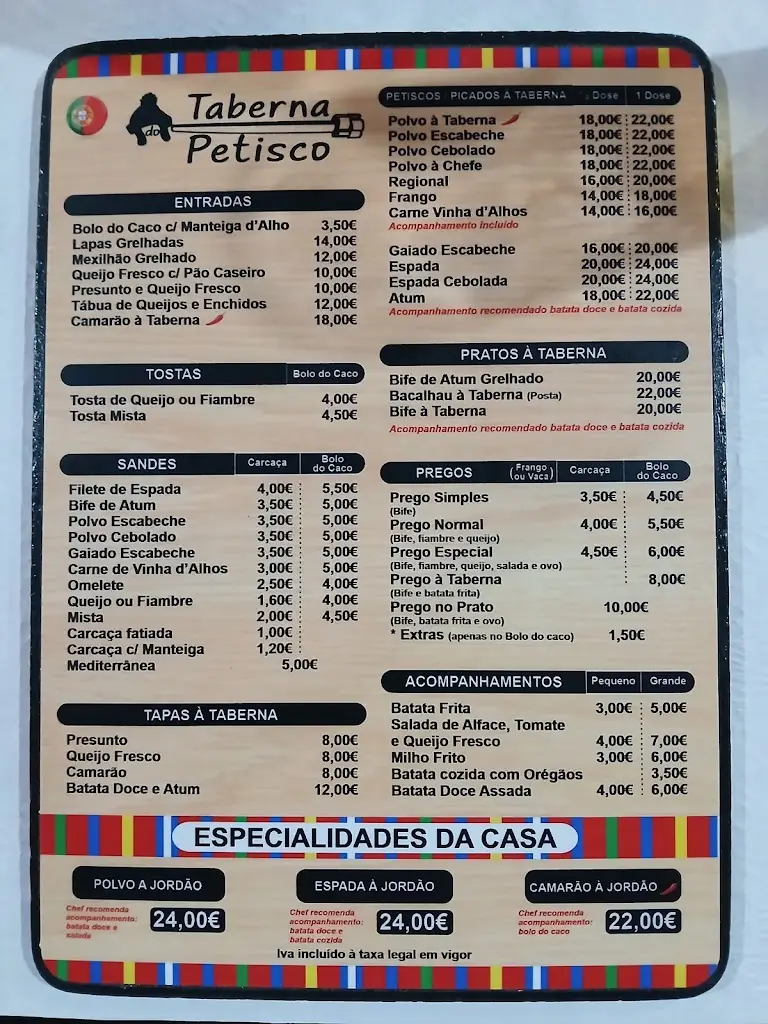 Taberna
do
Petisco
ENTRADAS
Bolo do Caco c/ Manteiga d'Alho 3,50€
Lapas Grelhadas 14,00€
Mexilhão Grelhado 12,00€
Queijo Fresco c/ Pão Caseiro 10,00€
Presunto e Queijo Fresco 10,00€
Tábua de Queijos e Enchidos 12,00€
Camarão à Taberna 18,00€
TOSTAS Bolo do Caco
Tosta de Queijo ou Fiambre 4,00€
Tosta Mista 4,50€
SANDES Carcaça Bolo do Caco
Filete de Espada 4,00€ 5,50€
Bife de Atum 3,50€ 5,00€
Polvo Escabeche 3,50€ 5,00€
Polvo Cebolado 3,50€ 5,00€
Gaiado Escabeche 3,50€ 5,00€
Carne de Vinha d'Alhos 3,00€ 5,00€
Omelete 2,50€ 4,00€
Queijo ou Fiambre 1,60€ 4,00€
Mista 2,00€ 4,50€
Carcaça fatiada 1,00€
Carcaça c/ Manteiga 1,20€
Mediterrânea 5,00€
TAPAS À TABERNA
Presunto 8,00€
Queijo Fresco 8,00€
Camarão 8,00€
Batata Doce e Atum 12,00€
PETISCOS / PICADOS À TABERNA ½ Dose 1 Dose
Polvo à Taberna 18,00€ 22,00€
Polvo Escabeche 18,00€ 22,00€
Polvo Cebolado 18,00€ 22,00€
Polvo à Chefe 18,00€ 22,00€
Regional 16,00€ 20,00€
Frango 14,00€ 18,00€
Carne Vinha d'Alhos 14,00€ 16,00€
Acompanhamento incluído
Gaiado Escabeche 16,00€ 20,00€
Espada 20,00€ 24,00€
Espada Cebolada 20,00€ 24,00€
Atum 18,00€ 22,00€
Acompanhamento recomendado batata doce e batata cozida
PRATOS À TABERNA
Bife de Atum Grelhado 20,00€
Bacalhau à Taberna (Posta) 22,00€
Bife à Taberna 20,00€
Acompanhamento recomendado batata doce e batata cozida
PREGOS (Frango ou Vaca) Carcaça Bolo do Caco
Prego Simples 3,50€ 4,50€
(Bife)
Prego Normal 4,00€ 5,50€
(Bife, fiambre e queijo)
Prego Especial 4,50€ 6,00€
(Bife, fiambre, queijo, salada e ovo)
Prego à Taberna 8,00€
(Bife e batata frita)
Prego no Prato 10,00€
(Bife, batata frita e ovo)
* Extras (apenas no Bolo do caco) 1,50€
ACOMPANHAMENTOS Pequeno Grande
Batata Frita 3,00€ 5,00€
Salada de Alface, Tomate
e Queijo Fresco 4,00€ 7,00€
Milho Frito 3,00€ 6,00€
Batata cozida com Orégãos 3,50€
Batata Doce Assada 4,00€ 6,00€
ESPECIALIDADES DA CASA
POLVO A JORDÃO
Chef recomenda
acompanhamento:
batata doce e
salada
24,00€
ESPADA À JORDÃO
Chef recomenda
acompanhamento:
batata doce e
batata cozida
24,00€
CAMARÃO À JORDÃO
Chef recomenda
acompanhamento:
bolo do caco
22,00€
Iva incluído à taxa legal em vigor